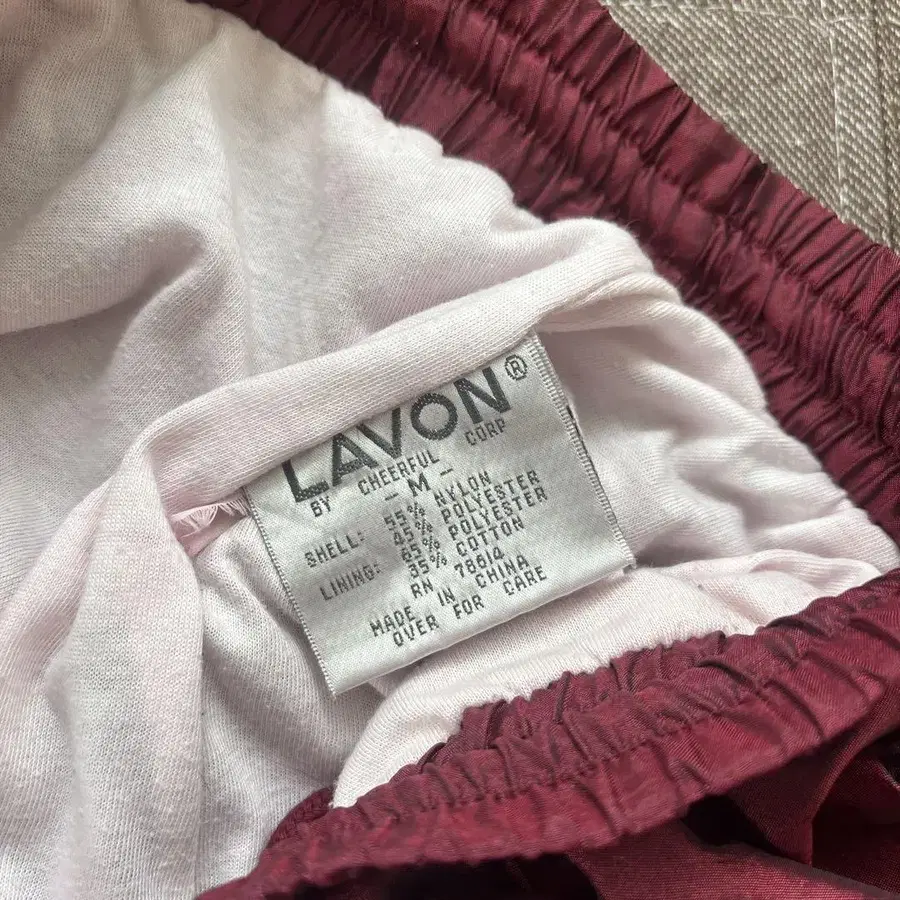 LAVON®
BY CHEERFUL CORP
- M -
SHELL: 55% NYLON
45% POLYESTER
LINING: 65% POLYESTER
35% COTTON
RN 78614
MADE IN CHINA
OVER FOR CARE